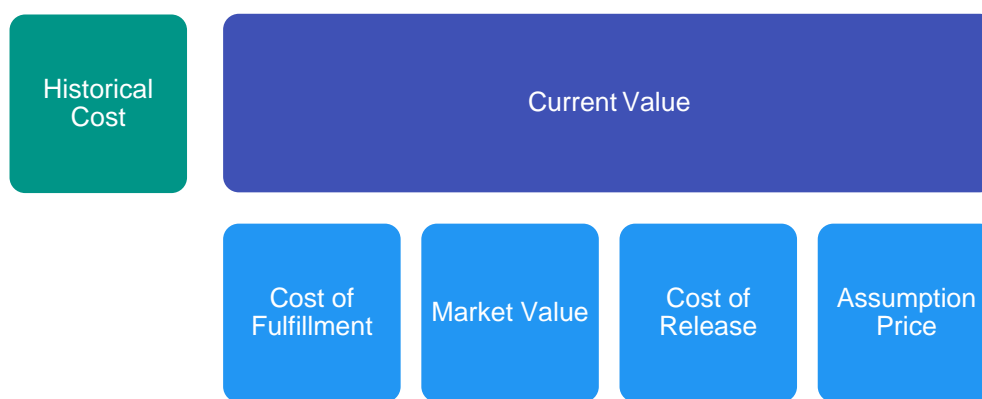 Historical
Cost
Current Value
Cost of
Fulfillment
Market Value
Cost of
Release
Assumption
Price